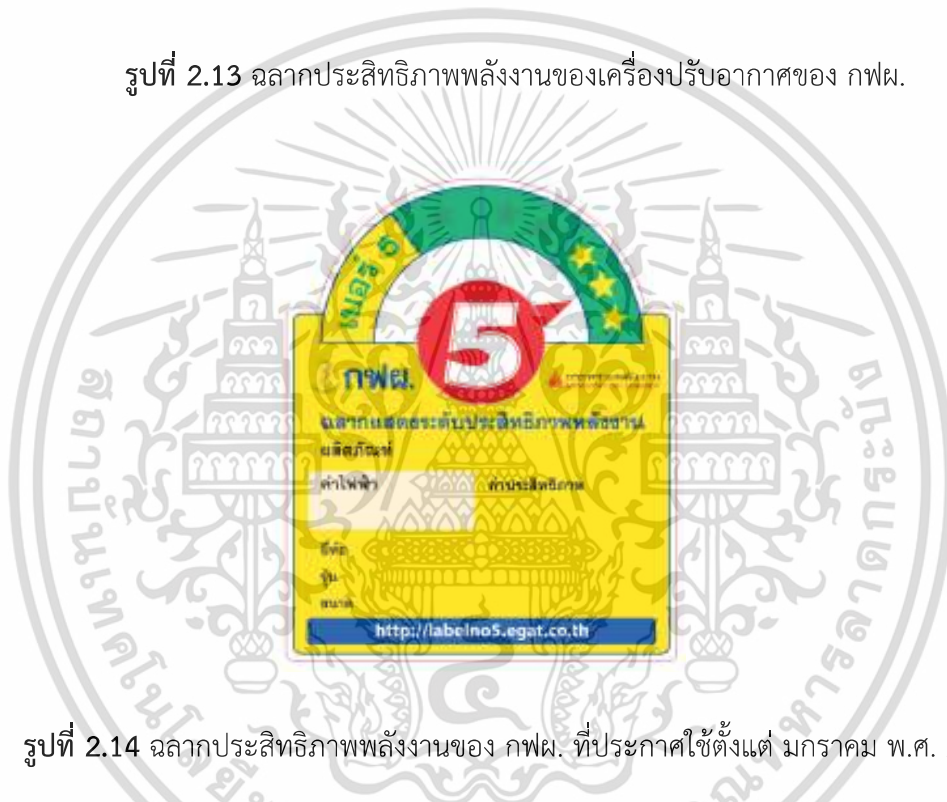 รูปที่ 2.13 ฉลากประสิทธิภาพพลังงานของเครื่องปรับอากาศของ กฟผ.
เบอร์ 5
5
กฟผ.
ฉลากแสดงระดับประสิทธิภาพพลังงาน
ผลิตภัณฑ์
ค่าไฟฟ้า ค่าประสิทธิภาพ
ยี่ห้อ
รุ่น
ขนาด
http://labelno5.egat.co.th
รูปที่ 2.14 ฉลากประสิทธิภาพพลังงานของ กฟผ. ที่ประกาศใช้ตั้งแต่ มกราคม พ.ศ.